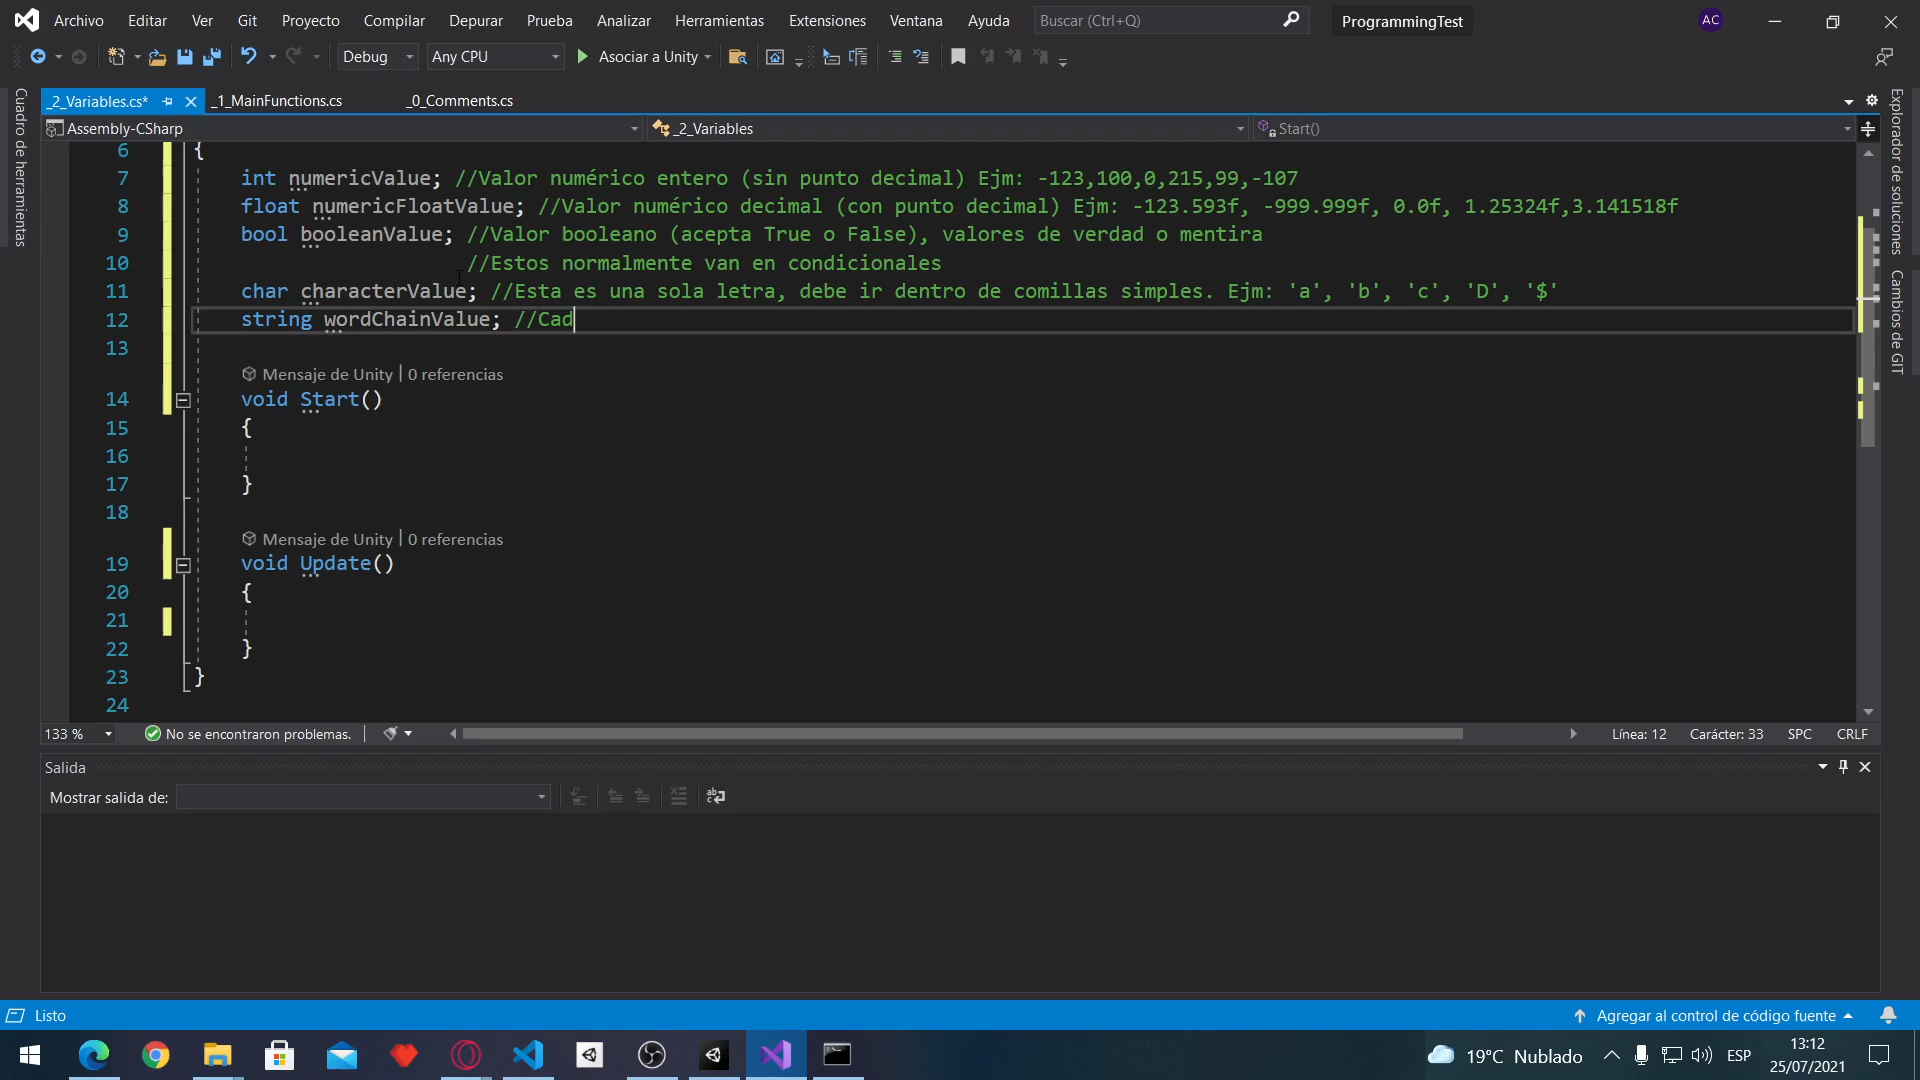 Archivo Editar Ver Git Proyecto Compilar Depurar Prueba Analizar Herramientas Extensiones Ventana Ayuda Buscar (Ctrl+Q) ProgrammingTest AC
Debug Any CPU Asociar a Unity
Cuadro de herramientas
_2_Variables.cs* _1_MainFunctions.cs _0_Comments.cs
Assembly-CSharp _2_Variables Start()
6 {
7 int numericValue; //Valor numérico entero (sin punto decimal) Ejm: -123,100,0,215,99,-107
8 float numericFloatValue; //Valor numérico decimal (con punto decimal) Ejm: -123.593f, -999.999f, 0.0f, 1.25324f,3.141518f
9 bool booleanValue; //Valor booleano (acepta True o False), valores de verdad o mentira
10 //Estos normalmente van en condicionales
11 char characterValue; //Esta es una sola letra, debe ir dentro de comillas simples. Ejm: 'a', 'b', 'c', 'D', '$'
12 string wordChainValue; //Cad
13
Mensaje de Unity | 0 referencias
14 void Start()
15 {
16
17 }
18
Mensaje de Unity | 0 referencias
19 void Update()
20 {
21
22 }
23 }
24
Explorador de soluciones
Cambios de GIT
133 % No se encontraron problemas. Línea: 12 Carácter: 33 SPC CRLF
Salida
Mostrar salida de:
Listo Agregar al control de código fuente
19°C Nublado ESP 13:12
25/07/2021